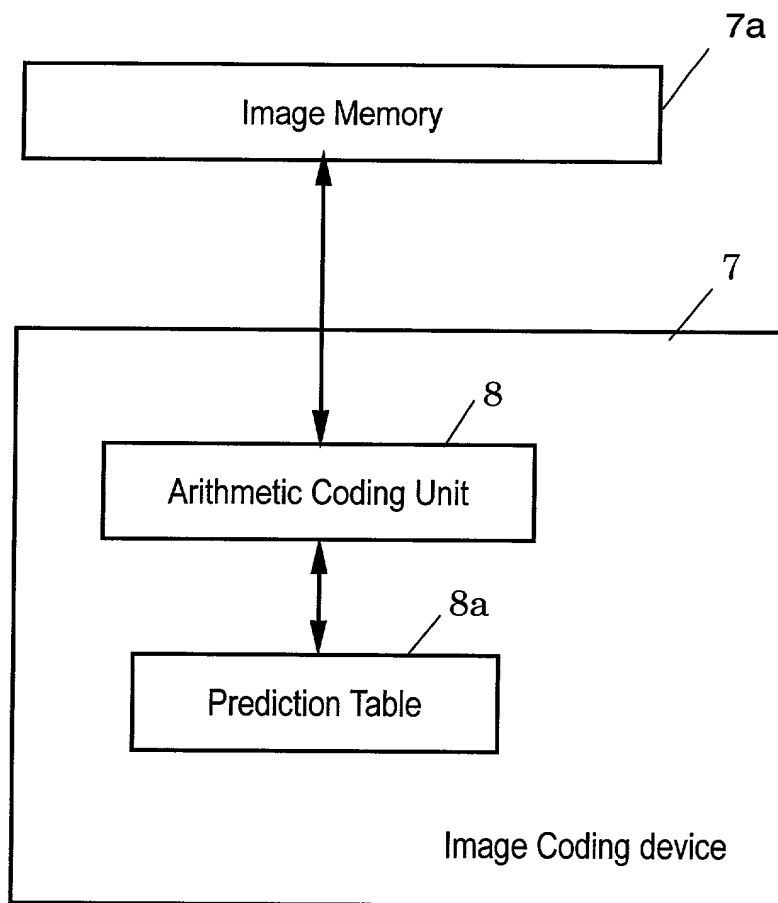 7a
Image Memory
7
8
Arithmetic Coding Unit
8a
Prediction Table
Image Coding device